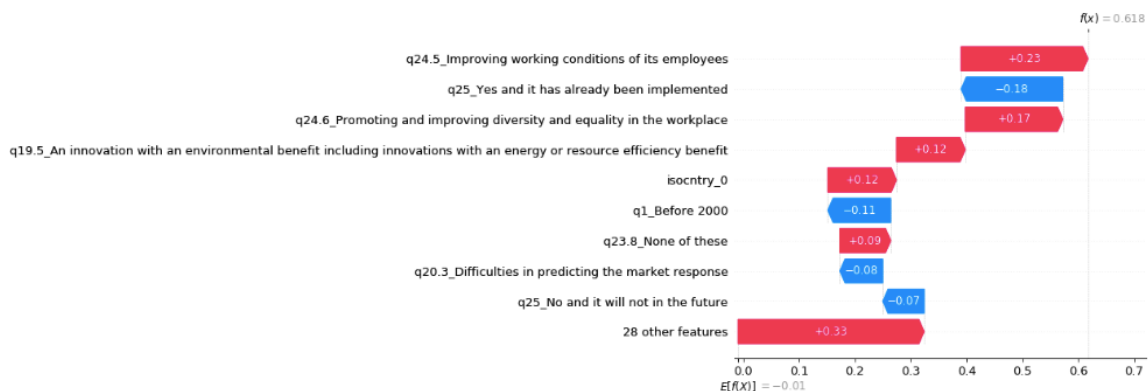 f(x) = 0.618
q24.5_Improving working conditions of its employees
+0.23
q25_Yes and it has already been implemented
−0.18
q24.6_Promoting and improving diversity and equality in the workplace
+0.17
q19.5_An innovation with an environmental benefit including innovations with an energy or resource efficiency benefit
+0.12
isocntry_0
+0.12
q1_Before 2000
−0.11
q23.8_None of these
+0.09
q20.3_Difficulties in predicting the market response
−0.08
q25_No and it will not in the future
−0.07
28 other features
+0.33
0.0 0.1 0.2 0.3 0.4 0.5 0.6 0.7
E[f(X)] = −0.01